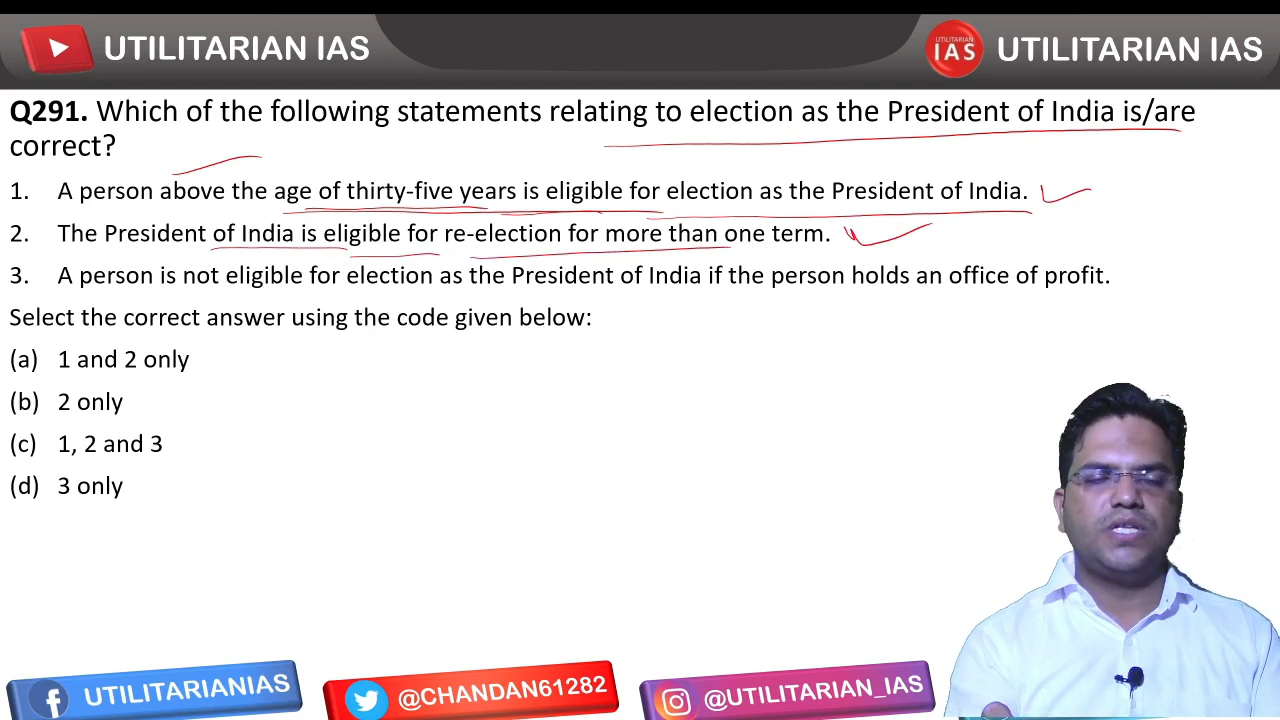 UTILITARIAN IAS
UTILITARIAN IAS UTILITARIAN IAS
Q291. Which of the following statements relating to election as the President of India is/are
correct?
1. A person above the age of thirty-five years is eligible for election as the President of India.
2. The President of India is eligible for re-election for more than one term.
3. A person is not eligible for election as the President of India if the person holds an office of profit.
Select the correct answer using the code given below:
(a) 1 and 2 only
(b) 2 only
(c) 1, 2 and 3
(d) 3 only
UTILITARIANIAS
@CHANDAN61282
@UTILITARIAN_IAS